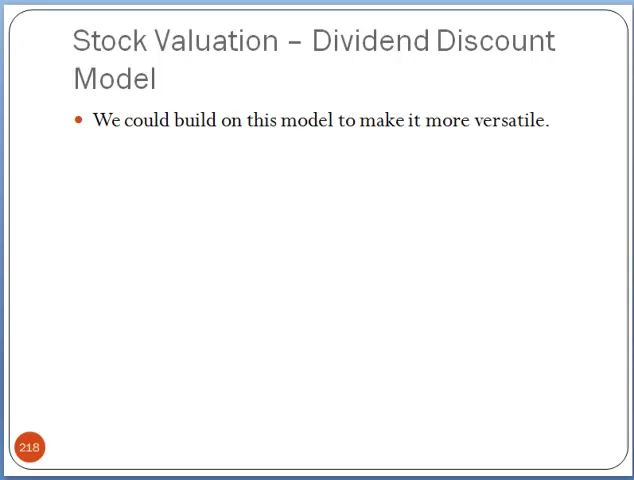 Stock Valuation – Dividend Discount
Model
• We could build on this model to make it more versatile.
218